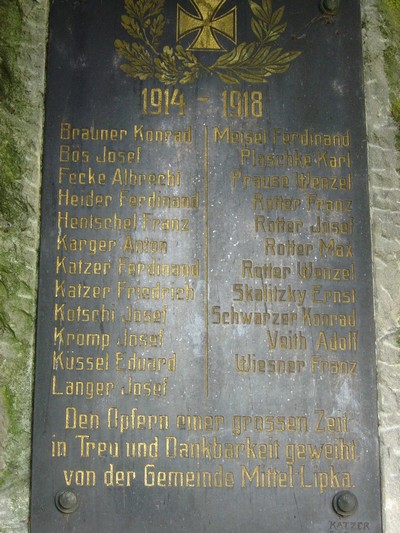 1914 - 1918
Brauner Konrad
Bös Josef
Fecke Albrecht
Heider Ferdinand
Hentschel Franz
Karger Anton
Katzer Ferdinand
Katzer Friedrich
Kotschi Josef
Kromp Josef
Küssel Eduard
Langer Josef
Meisel Ferdinand
Plaschke Karl
Prause Wenzel
Rotter Franz
Rotter Josef
Rotter Max
Rotter Wenzel
Skalitzky Ernst
Schwarzer Konrad
Veith Adolf
Wiesner Franz
Den Opfern einer grossen Zeit
in Treu und Dankbarkeit geweiht
von der Gemeinde Mittel Lipka.
KATZER